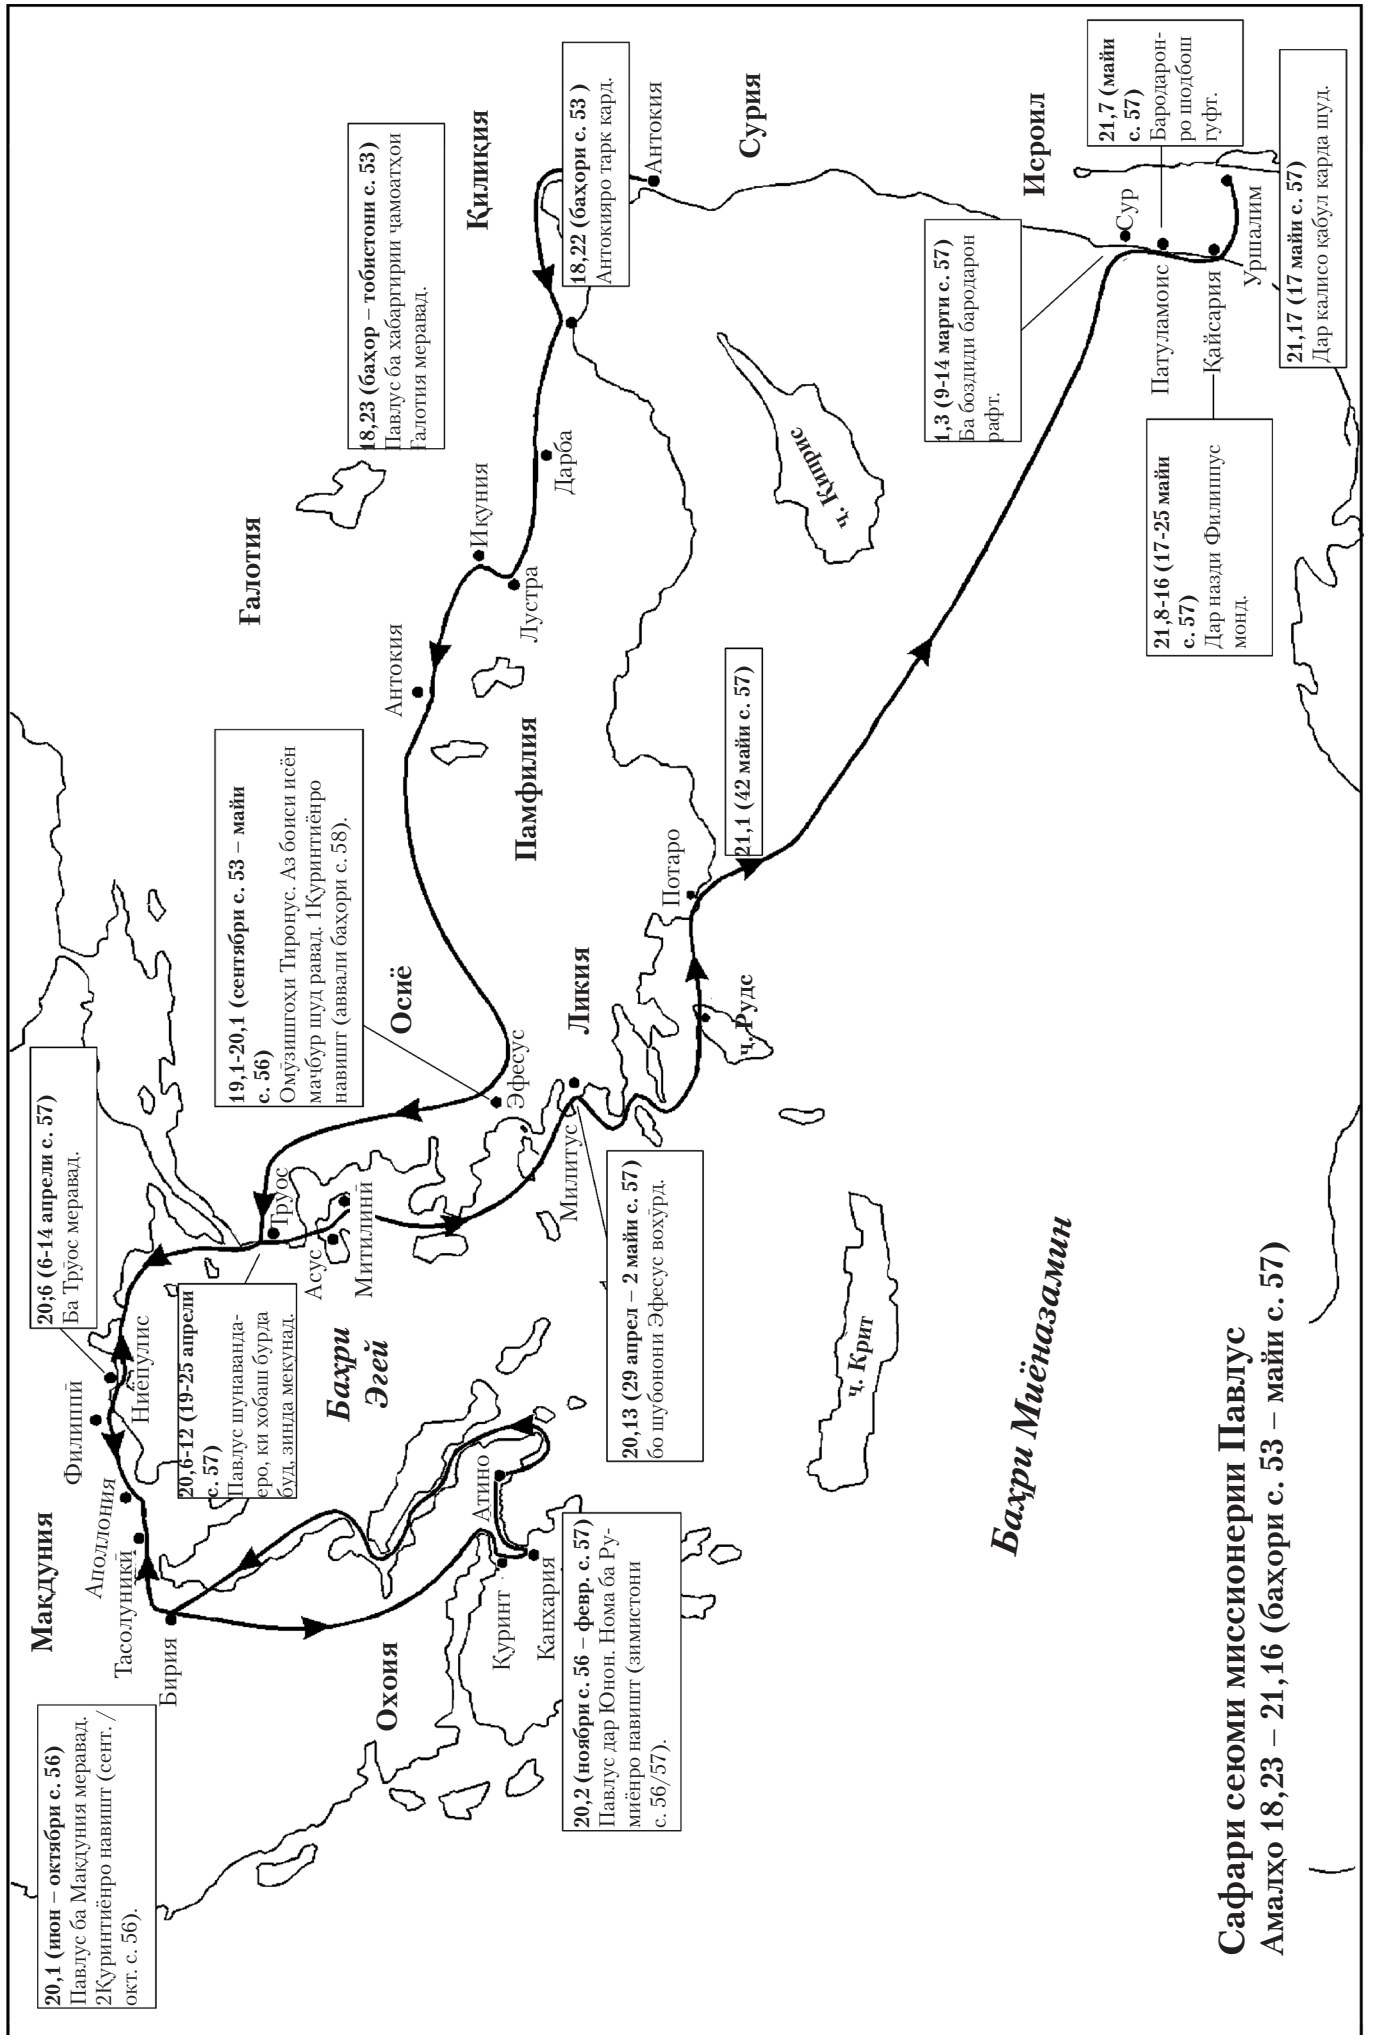 20,1 (июн – октябри с. 56)
Павлус ба Макдуния меравад.
2Қуринтиёнро навишт (сент. /
окт. с. 56).
Мақдуния
Филиппӣ
Аполлония
Тасолуникӣ
Бирия
Ниёпулис
20;6 (6-14 апрели с. 57)
Ба Трӯос меравад.
20,6-12 (19-25 апрели
с. 57)
Павлус шунаванда-
еро, ки хобаш бурда
буд, зинда мекунад.
Трӯос
Асус
Митилинӣ
Баҳри
Эгей
Охоия
Атино
Қуринт
Канхария
20,2 (ноябри с. 56 – февр. с. 57)
Павлус дар Юнон. Нома ба Ру-
миёнро навишт (зимистони
с. 56/57).
19,1-20,1 (сентябри с. 53 – майи
с. 56)
Омӯзишгоҳи Тиронус. Аз боиси исён
маҷбур шуд равад. 1Қуринтиёнро
навишт (аввали баҳори с. 58).
Осиё
Эфесус
Милитус
20,13 (29 апрел – 2 майи с. 57)
бо шубонони Эфесус вохӯрд.
Ликия
ҷ. Рудс
Потаро
21,1 (42 майи с. 57)
Памфилия
Ғалотия
Антокия
Икуния
Лустра
Дарба
18,23 (баҳор – тобистони с. 53)
Павлус ба хабаргирии ҷамоатҳои
Ғалотия меравад.
Қилиқия
18,22 (баҳори с. 53 )
Антокияро тарк кард.
Антокия
Сурия
ҷ. Қиприс
ҷ. Крит
Баҳри Миёназамин
Исроил
1,3 (9-14 марти с. 57)
Ба боздиди бародарон
рафт.
Сур
Патуламоис
Қайсария
Уршалим
21,7 (майи
с. 57)
Бародарон-
ро шодбош
гуфт.
21,8-16 (17-25 майи
с. 57)
Дар назди Филиппус
монд.
21,17 (17 майи с. 57)
Дар калисо қабул карда шуд.
Сафари сеюми миссионерии Павлус
Амалҳо 18,23 – 21,16 (баҳори с. 53 – майи с. 57)